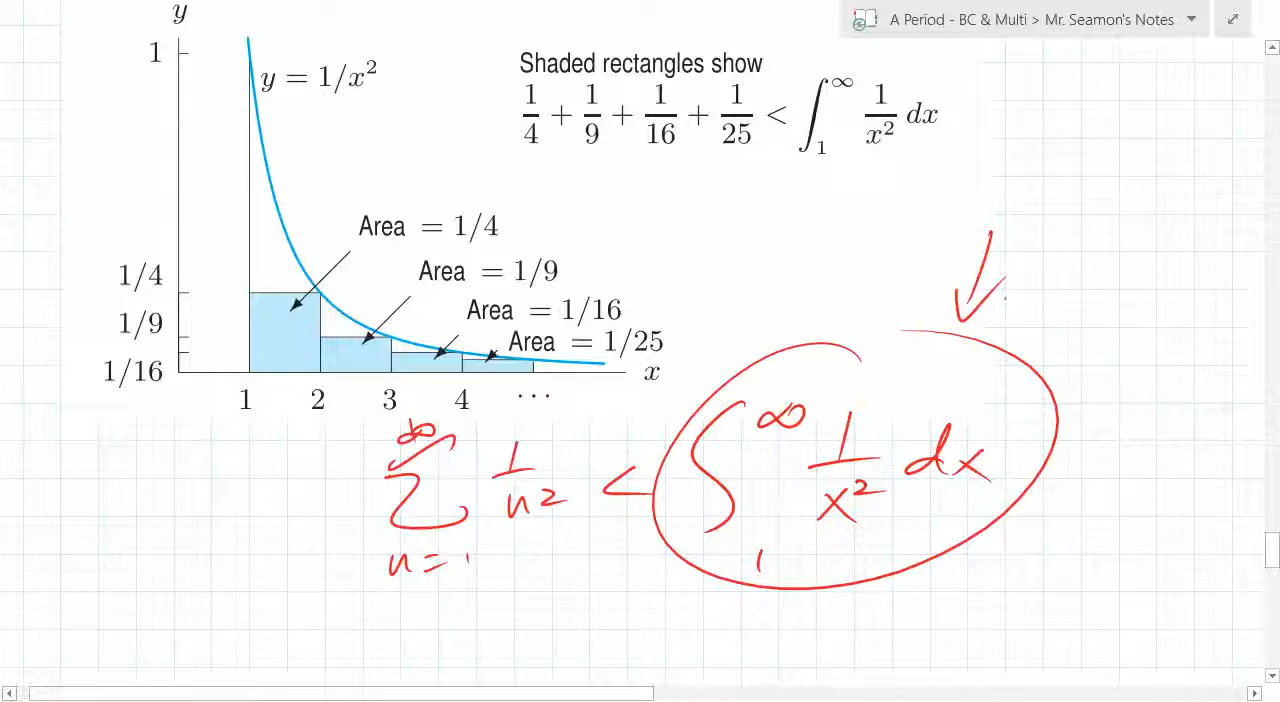 A Period - BC & Multi > Mr. Seamon's Notes
y
1
y = 1/x²
Shaded rectangles show
1/4 + 1/9 + 1/16 + 1/25 < ∫₁^∞ 1/x² dx
Area = 1/4
Area = 1/9
Area = 1/16
Area = 1/25
1/4
1/9
1/16
x
1 2 3 4 ...
∞ ∑ n=1 1/n² < ∫₁^∞ 1/x² dx